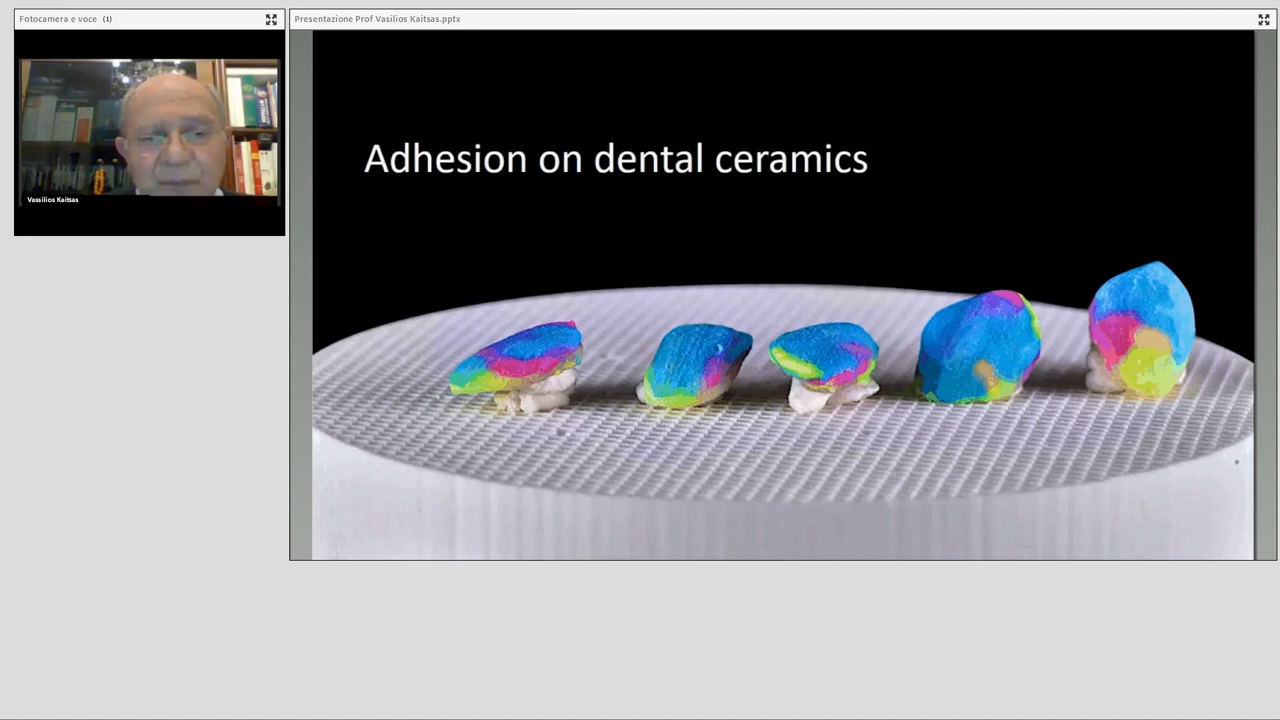 Fotocamera e voce (1)
Presentazione Prof Vasilios Kaitsas.pptx
Adhesion on dental ceramics
Vassilios Kaitsas